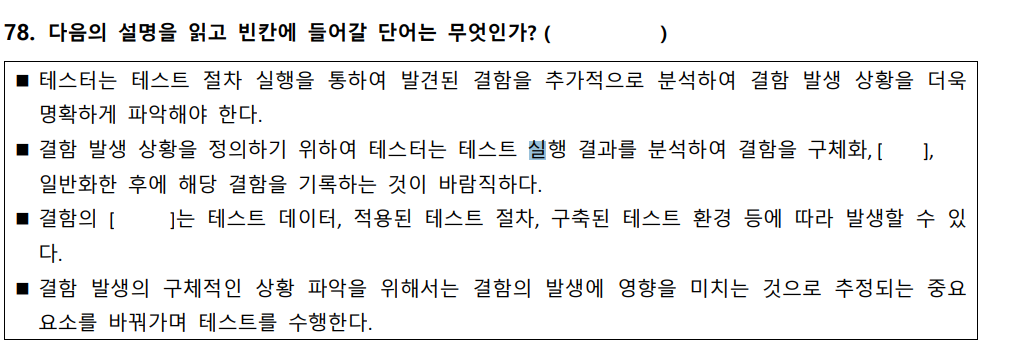 78. 다음의 설명을 읽고 빈칸에 들어갈 단어는 무엇인가? (                    )
■ 테스터는 테스트 절차 실행을 통하여 발견된 결함을 추가적으로 분석하여 결함 발생 상황을 더욱
명확하게 파악해야 한다.
■ 결함 발생 상황을 정의하기 위하여 테스터는 테스트 실행 결과를 분석하여 결함을 구체화, [      ],
일반화한 후에 해당 결함을 기록하는 것이 바람직하다.
■ 결함의 [        ]는 테스트 데이터, 적용된 테스트 절차, 구축된 테스트 환경 등에 따라 발생할 수 있
다.
■ 결함 발생의 구체적인 상황 파악을 위해서는 결함의 발생에 영향을 미치는 것으로 추정되는 중요
요소를 바꿔가며 테스트를 수행한다.